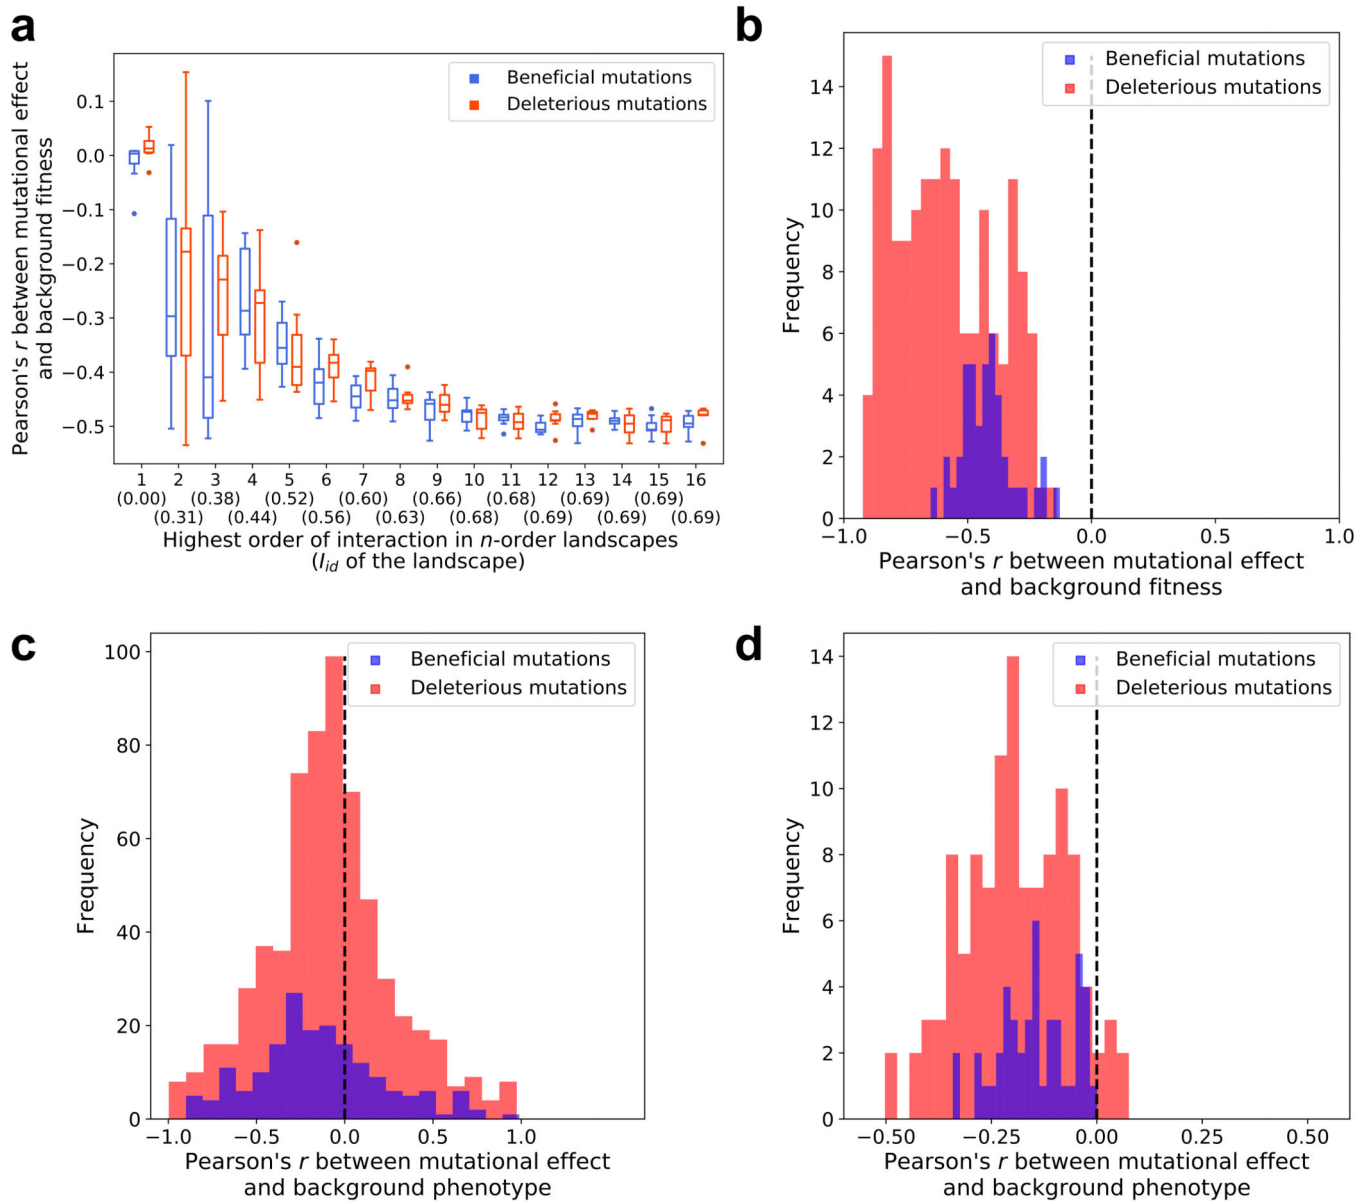 a
Beneficial mutations
Deleterious mutations
Pearson's r between mutational effect
and background fitness
0.1
0.0
−0.1
−0.2
−0.3
−0.4
−0.5
1 2 3 4 5 6 7 8 9 10 11 12 13 14 15 16
(0.00) (0.38) (0.52) (0.60) (0.66) (0.68) (0.69) (0.69)
(0.31) (0.44) (0.56) (0.63) (0.68) (0.69) (0.69) (0.69)
Highest order of interaction in n-order landscapes
(I_id of the landscape)
b
Beneficial mutations
Deleterious mutations
Frequency
14
12
10
8
6
4
2
0
−1.0 −0.5 0.0 0.5 1.0
Pearson's r between mutational effect
and background fitness
c
Beneficial mutations
Deleterious mutations
Frequency
100
80
60
40
20
0
−1.0 −0.5 0.0 0.5 1.0
Pearson's r between mutational effect
and background phenotype
d
Beneficial mutations
Deleterious mutations
Frequency
14
12
10
8
6
4
2
0
−0.50 −0.25 0.00 0.25 0.50
Pearson's r between mutational effect
and background phenotype